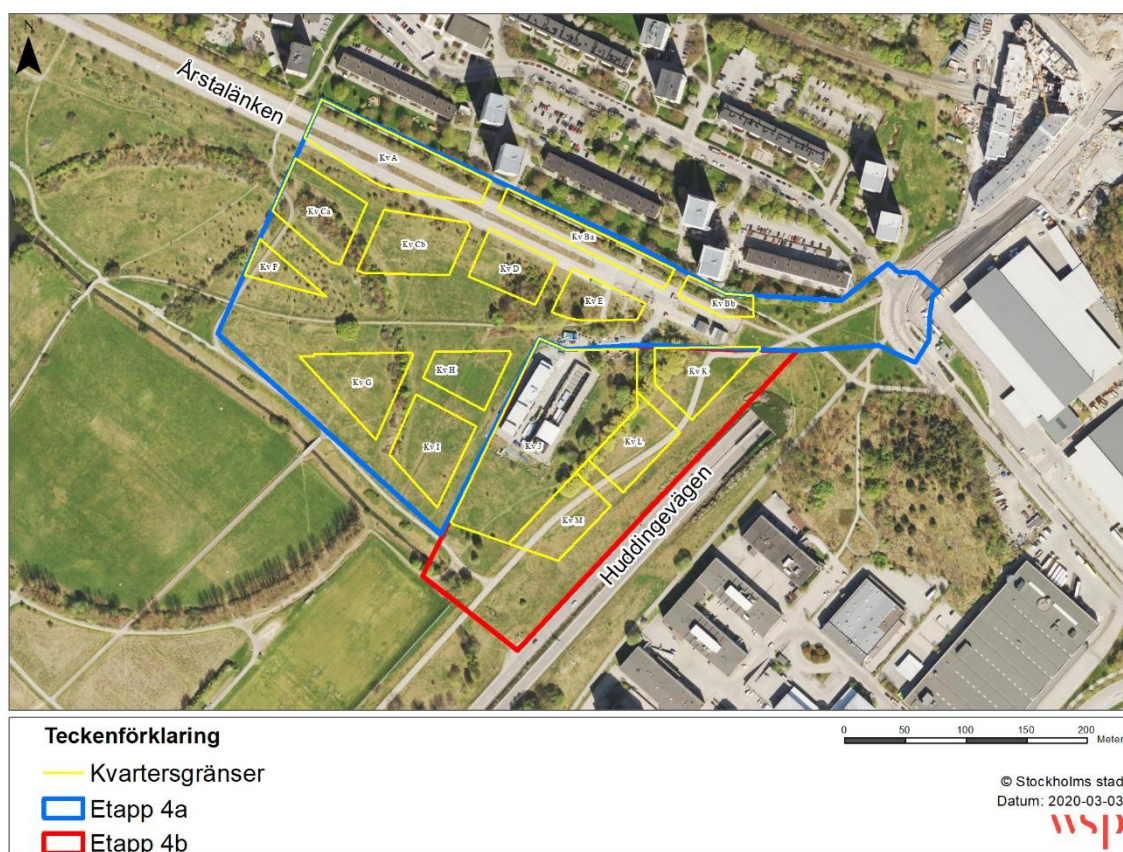 N
Årstalänken
Kv A
Kv Ca
Kv Ba
Kv Cb
Kv F
Kv D
Kv E
Kv Bb
Kv G
Kv H
Kv K
Kv I
Kv J
Kv L
Kv M
Huddingevägen
Teckenförklaring
Kvartersgränser
Etapp 4a
Etapp 4b
0 50 100 150 200
Meter
© Stockholms stad
Datum: 2020-03-03
wsp